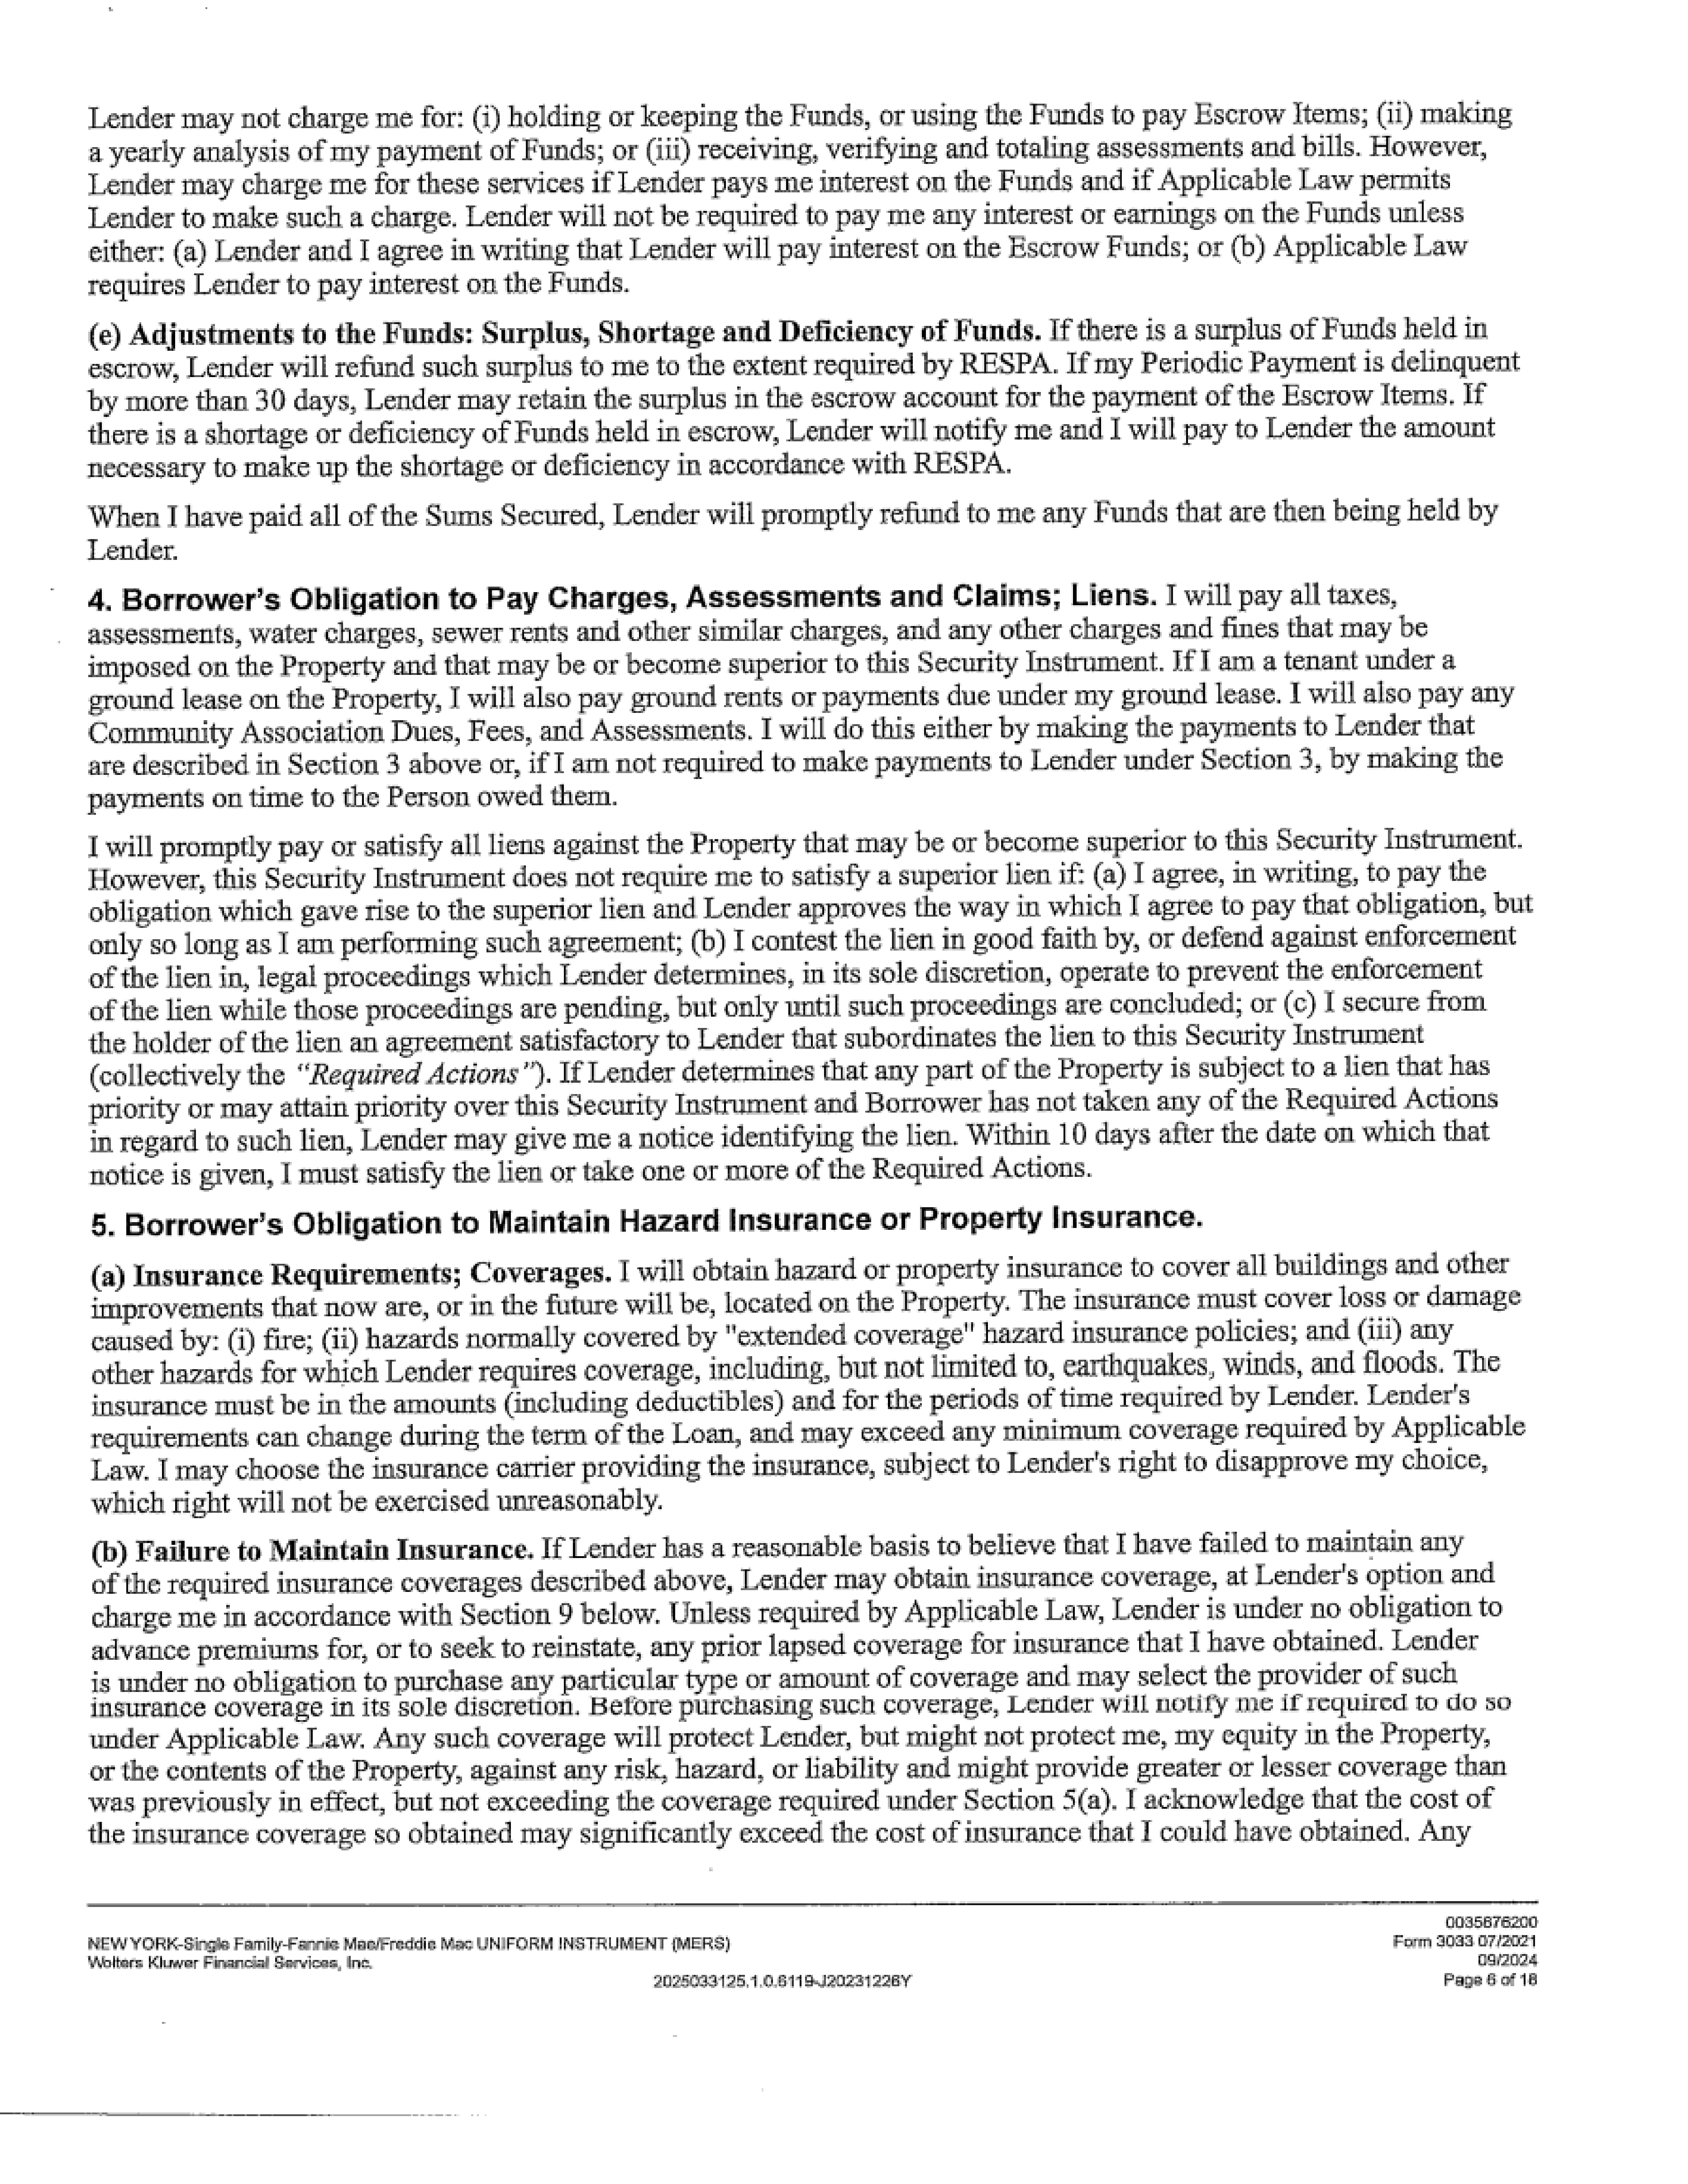 Lender may not charge me for: (i) holding or keeping the Funds, or using the Funds to pay Escrow Items; (ii) making
a yearly analysis of my payment of Funds; or (iii) receiving, verifying and totaling assessments and bills. However,
Lender may charge me for these services if Lender pays me interest on the Funds and if Applicable Law permits
Lender to make such a charge. Lender will not be required to pay me any interest or earnings on the Funds unless
either: (a) Lender and I agree in writing that Lender will pay interest on the Escrow Funds; or (b) Applicable Law
requires Lender to pay interest on the Funds.
(e) Adjustments to the Funds: Surplus, Shortage and Deficiency of Funds. If there is a surplus of Funds held in
escrow, Lender will refund such surplus to me to the extent required by RESPA. If my Periodic Payment is delinquent
by more than 30 days, Lender may retain the surplus in the escrow account for the payment of the Escrow Items. If
there is a shortage or deficiency of Funds held in escrow, Lender will notify me and I will pay to Lender the amount
necessary to make up the shortage or deficiency in accordance with RESPA.
When I have paid all of the Sums Secured, Lender will promptly refund to me any Funds that are then being held by
Lender.
4. Borrower's Obligation to Pay Charges, Assessments and Claims; Liens. I will pay all taxes,
assessments, water charges, sewer rents and other similar charges, and any other charges and fines that may be
imposed on the Property and that may be or become superior to this Security Instrument. If I am a tenant under a
ground lease on the Property, I will also pay ground rents or payments due under my ground lease. I will also pay any
Community Association Dues, Fees, and Assessments. I will do this either by making the payments to Lender that
are described in Section 3 above or, if I am not required to make payments to Lender under Section 3, by making the
payments on time to the Person owed them.
I will promptly pay or satisfy all liens against the Property that may be or become superior to this Security Instrument.
However, this Security Instrument does not require me to satisfy a superior lien if: (a) I agree, in writing, to pay the
obligation which gave rise to the superior lien and Lender approves the way in which I agree to pay that obligation, but
only so long as I am performing such agreement; (b) I contest the lien in good faith by, or defend against enforcement
of the lien in, legal proceedings which Lender determines, in its sole discretion, operate to prevent the enforcement
of the lien while those proceedings are pending, but only until such proceedings are concluded; or (c) I secure from
the holder of the lien an agreement satisfactory to Lender that subordinates the lien to this Security Instrument
(collectively the "Required Actions"). If Lender determines that any part of the Property is subject to a lien that has
priority or may attain priority over this Security Instrument and Borrower has not taken any of the Required Actions
in regard to such lien, Lender may give me a notice identifying the lien. Within 10 days after the date on which that
notice is given, I must satisfy the lien or take one or more of the Required Actions.
5. Borrower's Obligation to Maintain Hazard Insurance or Property Insurance.
(a) Insurance Requirements; Coverages. I will obtain hazard or property insurance to cover all buildings and other
improvements that now are, or in the future will be, located on the Property. The insurance must cover loss or damage
caused by: (i) fire; (ii) hazards normally covered by "extended coverage" hazard insurance policies; and (iii) any
other hazards for which Lender requires coverage, including, but not limited to, earthquakes, winds, and floods. The
insurance must be in the amounts (including deductibles) and for the periods of time required by Lender. Lender's
requirements can change during the term of the Loan, and may exceed any minimum coverage required by Applicable
Law. I may choose the insurance carrier providing the insurance, subject to Lender's right to disapprove my choice,
which right will not be exercised unreasonably.
(b) Failure to Maintain Insurance. If Lender has a reasonable basis to believe that I have failed to maintain any
of the required insurance coverages described above, Lender may obtain insurance coverage, at Lender's option and
charge me in accordance with Section 9 below. Unless required by Applicable Law, Lender is under no obligation to
advance premiums for, or to seek to reinstate, any prior lapsed coverage for insurance that I have obtained. Lender
is under no obligation to purchase any particular type or amount of coverage and may select the provider of such
insurance coverage in its sole discretion. Before purchasing such coverage, Lender will notify me if required to do so
under Applicable Law. Any such coverage will protect Lender, but might not protect me, my equity in the Property,
or the contents of the Property, against any risk, hazard, or liability and might provide greater or lesser coverage than
was previously in effect, but not exceeding the coverage required under Section 5(a). I acknowledge that the cost of
the insurance coverage so obtained may significantly exceed the cost of insurance that I could have obtained. Any
0035676200
NEW YORK-Single Family-Fannie Mae/Freddie Mac UNIFORM INSTRUMENT (MERS)
Form 3033 07/2021
Wolters Kluwer Financial Services, Inc.
09/2024
2025033125.1.0.6119-J20231226Y
Page 6 of 18